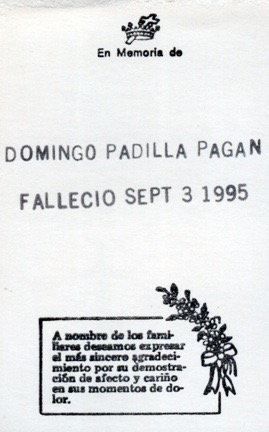 En Memoria de
DOMINGO PADILLA PAGAN
FALLECIO SEPT 3 1995
A nombre de los fami-
liares deseamos expresar
el más sincero agradeci-
miento por su demostra-
ción de afecto y cariño
en sus momentos de do-
lor.